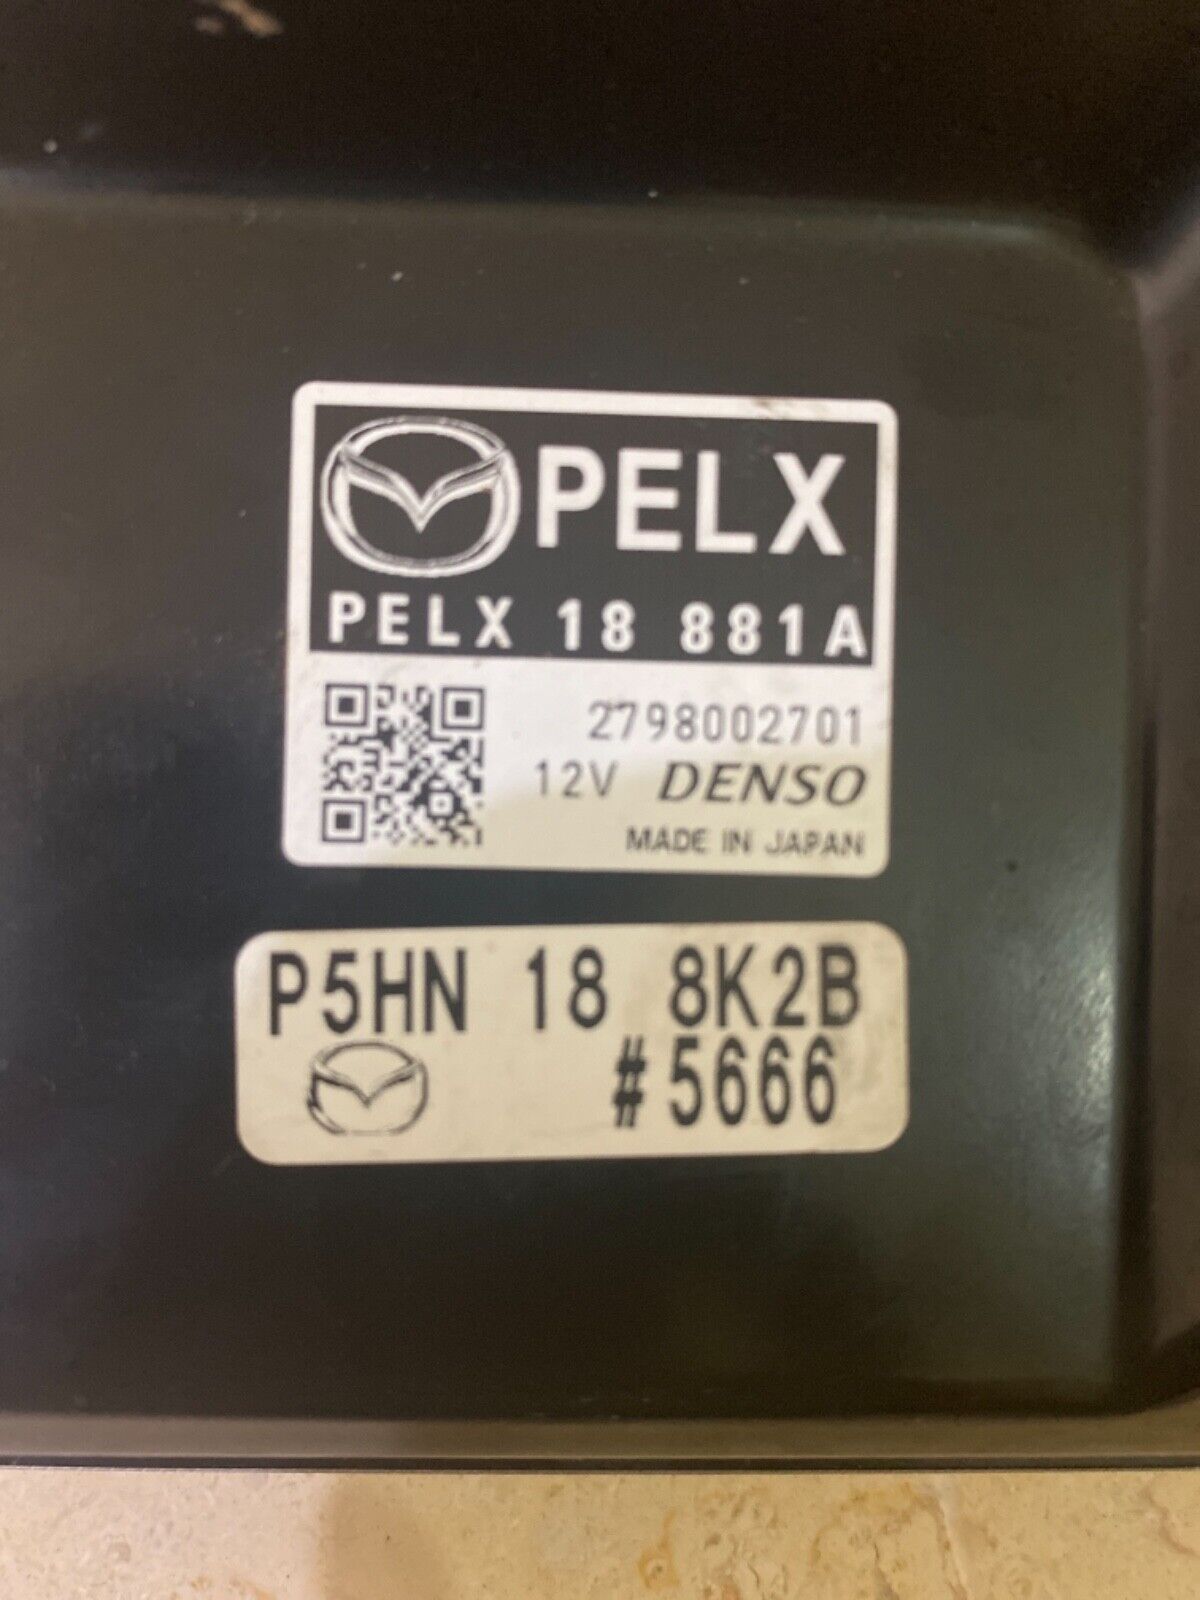 PELX
PELX 18 881A
2798002701
12V DENSO
MADE IN JAPAN
P5HN 18 8K2B
#5666